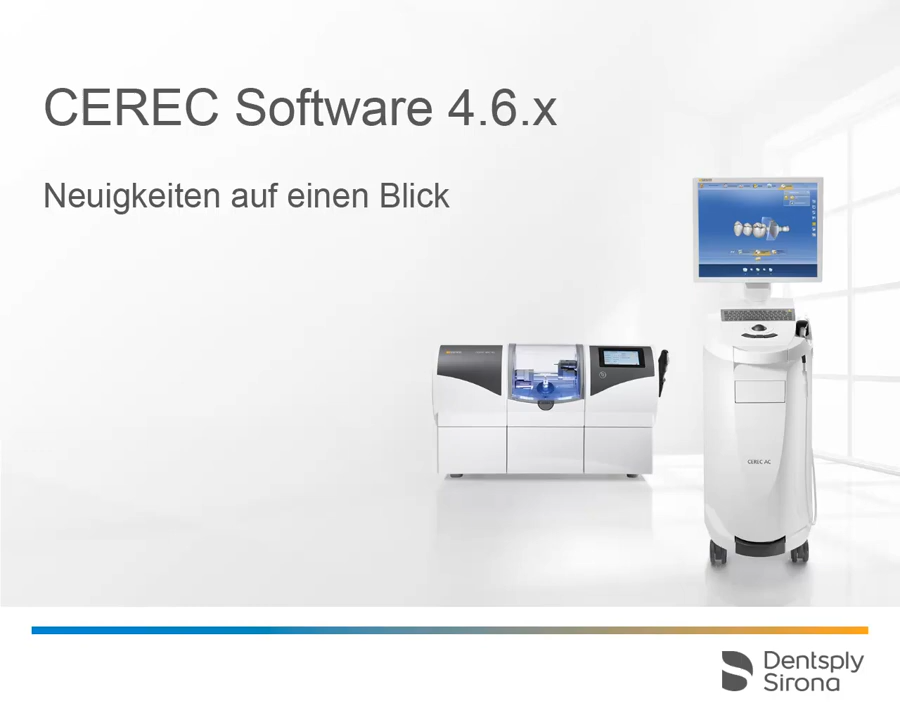 CEREC Software 4.6.x
Neuigkeiten auf einen Blick
CEREC AC
Dentsply
Sirona